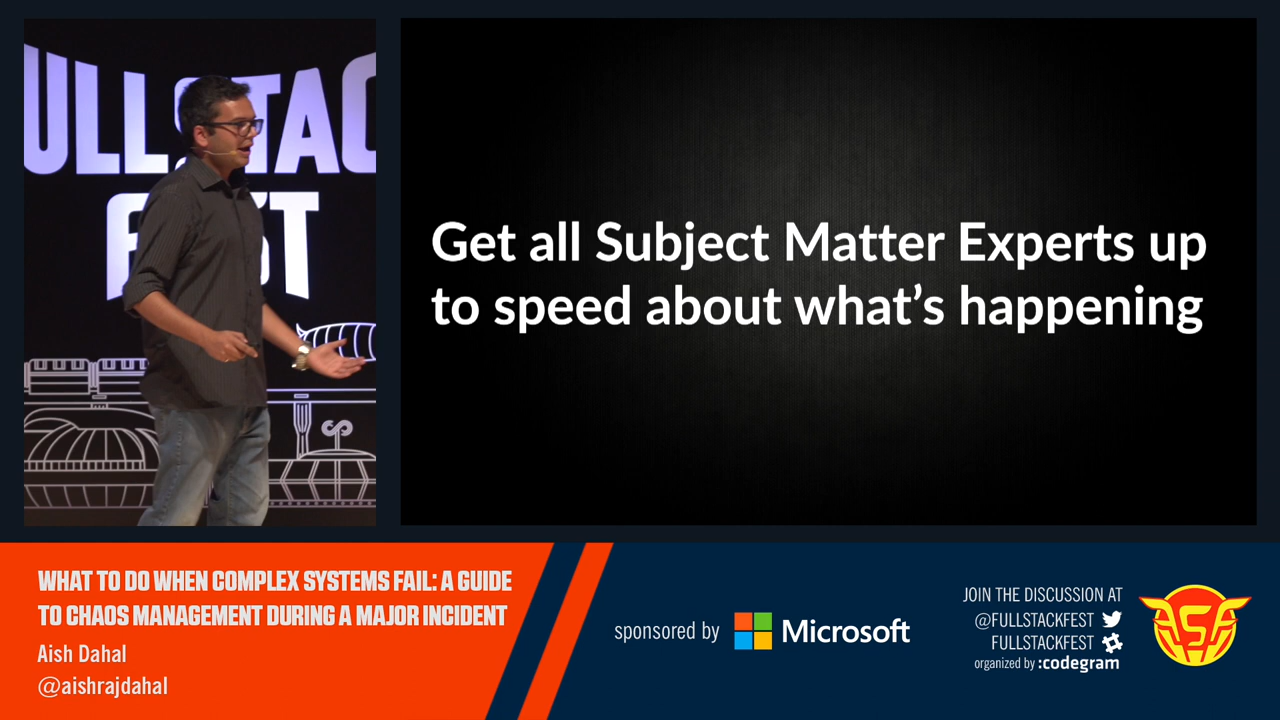 Get all Subject Matter Experts up
to speed about what's happening
WHAT TO DO WHEN COMPLEX SYSTEMS FAIL: A GUIDE
TO CHAOS MANAGEMENT DURING A MAJOR INCIDENT
Aish Dahal
@aishrajdahal
sponsored by Microsoft
JOIN THE DISCUSSION AT
@FULLSTACKFEST
FULLSTACKFEST
organized by :codegram
FSF